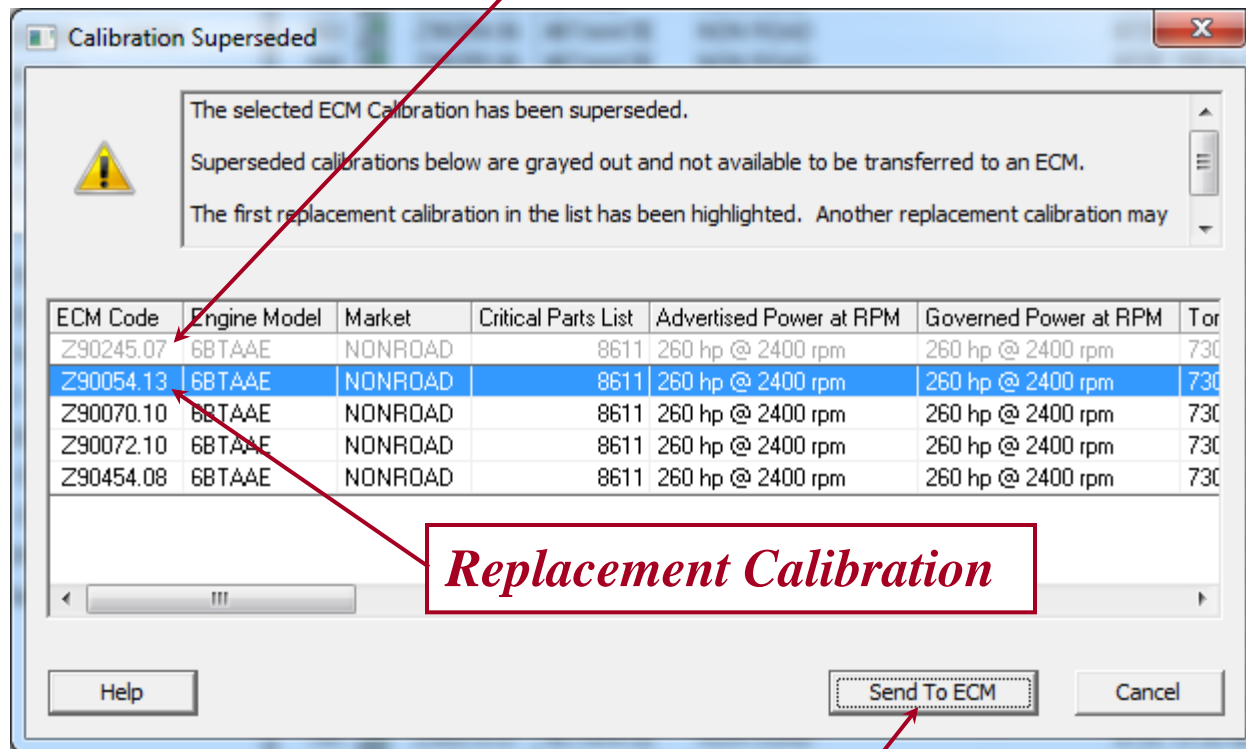 Calibration Superseded
The selected ECM Calibration has been superseded.
Superseded calibrations below are grayed out and not available to be transferred to an ECM.
The first replacement calibration in the list has been highlighted. Another replacement calibration may
ECM Code Engine Model Market Critical Parts List Advertised Power at RPM Governed Power at RPM Tor
Z90245.07 6BTAAE NONROAD 8611 260 hp @ 2400 rpm 260 hp @ 2400 rpm 730
Z90054.13 6BTAAE NONROAD 8611 260 hp @ 2400 rpm 260 hp @ 2400 rpm 730
Z90070.10 6BTAAE NONROAD 8611 260 hp @ 2400 rpm 260 hp @ 2400 rpm 730
Z90072.10 6BTAAE NONROAD 8611 260 hp @ 2400 rpm 260 hp @ 2400 rpm 730
Z90454.08 6BTAAE NONROAD 8611 260 hp @ 2400 rpm 260 hp @ 2400 rpm 730
Replacement Calibration
Help Send To ECM Cancel